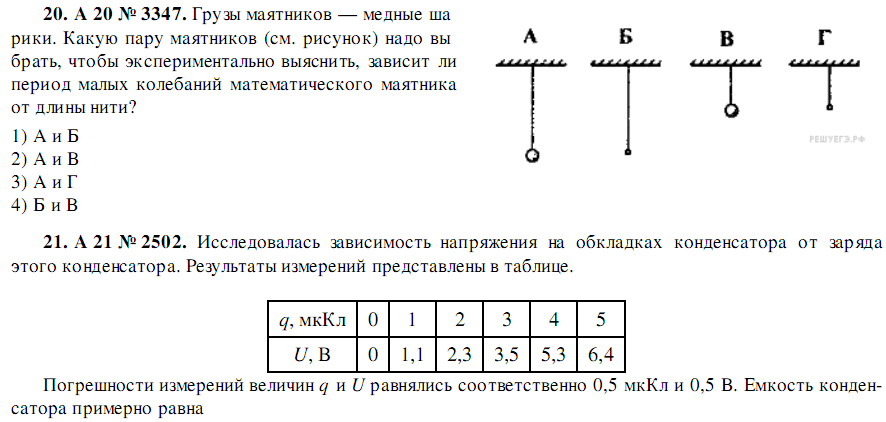 20. А 20 № 3347. Грузы маятников — медные ша
рики. Какую пару маятников (см. рисунок) надо вы
брать, чтобы экспериментально выяснить, зависит ли
период малых колебаний математического маятника
от длины нити?
1) А и Б
2) А и В
3) А и Г
4) Б и В
А Б В Г
РЕШУЕГЭ.РФ
21. А 21 № 2502. Исследовалась зависимость напряжения на обкладках конденсатора от заряда
этого конденсатора. Результаты измерений представлены в таблице.
q, мкКл 0 1 2 3 4 5
U, В 0 1,1 2,3 3,5 5,3 6,4
Погрешности измерений величин q и U равнялись соответственно 0,5 мкКл и 0,5 В. Емкость конден-
сатора примерно равна